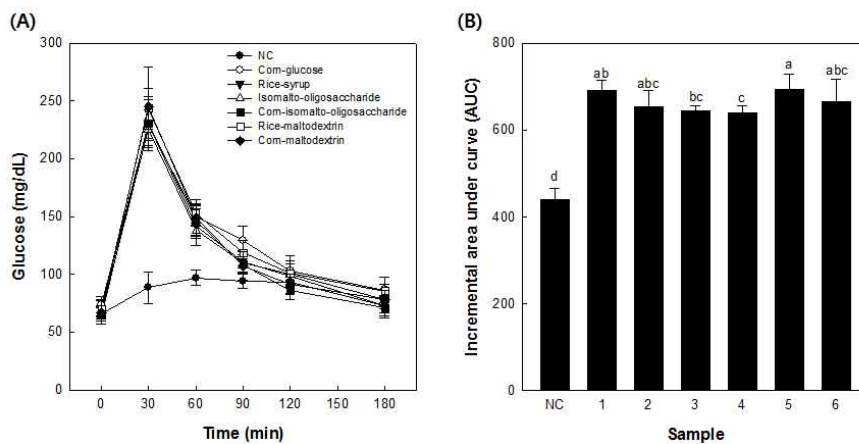 (A)
300
250
200
150
100
50
0
Glucose (mg/dL)
NC
Corn-glucose
Rice-syrup
Isomalto-oligosaccharide
Corn-isomalto-oligosaccharide
Rice-maltodextrin
Corn-maltodextrin
0 30 60 90 120 180
Time (min)
(B)
800
600
400
200
0
Incremental area under curve (AUC)
d ab abc bc c a abc
NC 1 2 3 4 5 6
Sample